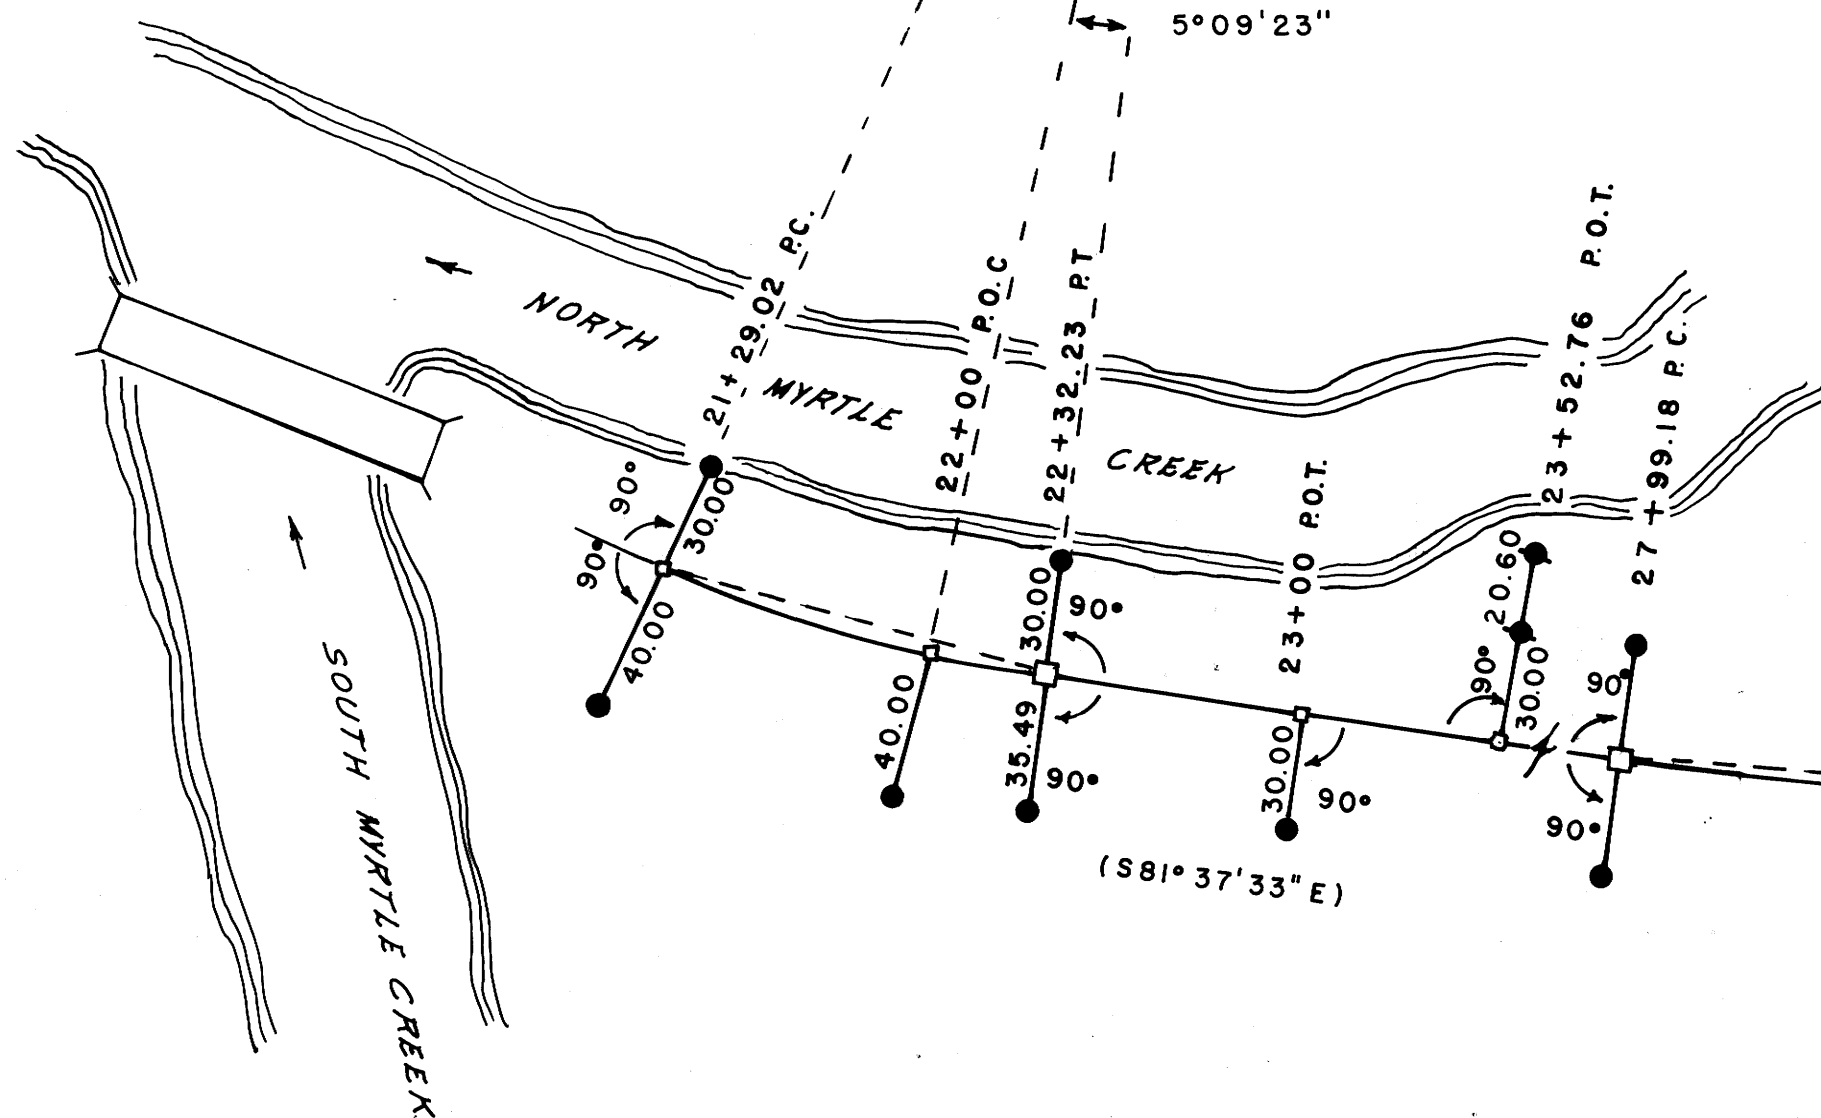 5°09'23"
21+29.02 P.C.
22+00 P.O.C
22+32.23 P.T
23+00 P.O.T.
23+52.76 P.O.T.
27+99.18 P.C.
NORTH MYRTLE CREEK
90°
30.00
90°
40.00
40.00
30.00
90°
35.49
90°
30.00
90°
20.60
90°
30.00
90°
90°
(S81°37'33"E)
SOUTH MYRTLE CREEK